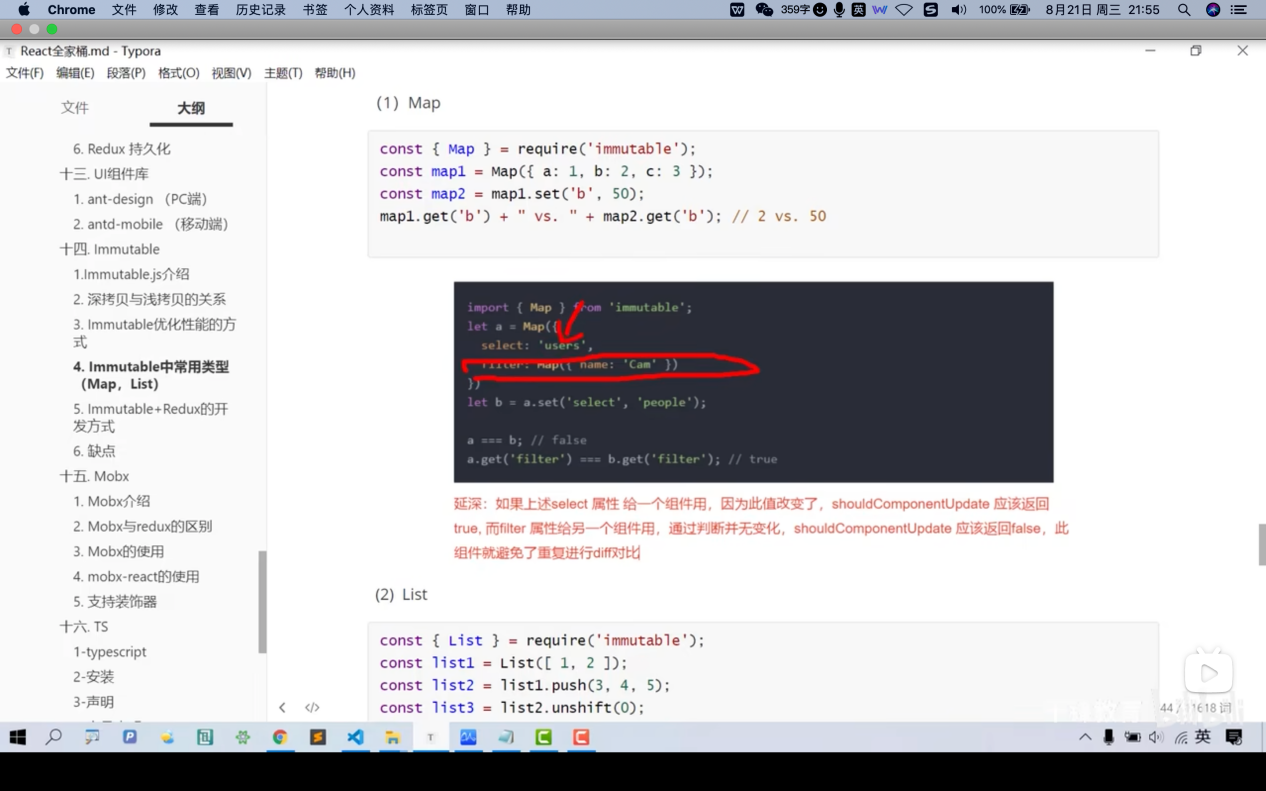 Chrome 文件 修改 查看 历史记录 书签 个人资料 标签页 窗口 帮助 359字 英 100% 8月21日 周三 21:55
React全家桶.md - Typora
文件(F) 编辑(E) 段落(P) 格式(O) 视图(V) 主题(T) 帮助(H)
文件 大纲
6. Redux 持久化
十三. UI组件库
1. ant-design （PC端）
2. antd-mobile （移动端）
十四. Immutable
1.Immutable.js介绍
2. 深拷贝与浅拷贝的关系
3. Immutable优化性能的方
式
4. Immutable中常用类型
（Map，List）
5. Immutable+Redux的开
发方式
6. 缺点
十五. Mobx
1. Mobx介绍
2. Mobx与redux的区别
3. Mobx的使用
4. mobx-react的使用
5. 支持装饰器
十六. TS
1-typescript
2-安装
3-声明
（1） Map
const { Map } = require('immutable');
const map1 = Map({ a: 1, b: 2, c: 3 });
const map2 = map1.set('b', 50);
map1.get('b') + " vs. " + map2.get('b'); // 2 vs. 50
import { Map } from 'immutable';
let a = Map({
select: 'users',
filter: Map({ name: 'Cam' })
})
let b = a.set('select', 'people');
a === b; // false
a.get('filter') === b.get('filter'); // true
延深：如果上述select 属性 给一个组件用，因为此值改变了，shouldComponentUpdate 应该返回
true, 而filter 属性给另一个组件用，通过判断并无变化，shouldComponentUpdate 应该返回false，此
组件就避免了重复进行diff对比
（2） List
const { List } = require('immutable');
const list1 = List([ 1, 2 ]);
const list2 = list1.push(3, 4, 5);
const list3 = list2.unshift(0);
bilibili
11618 词
英